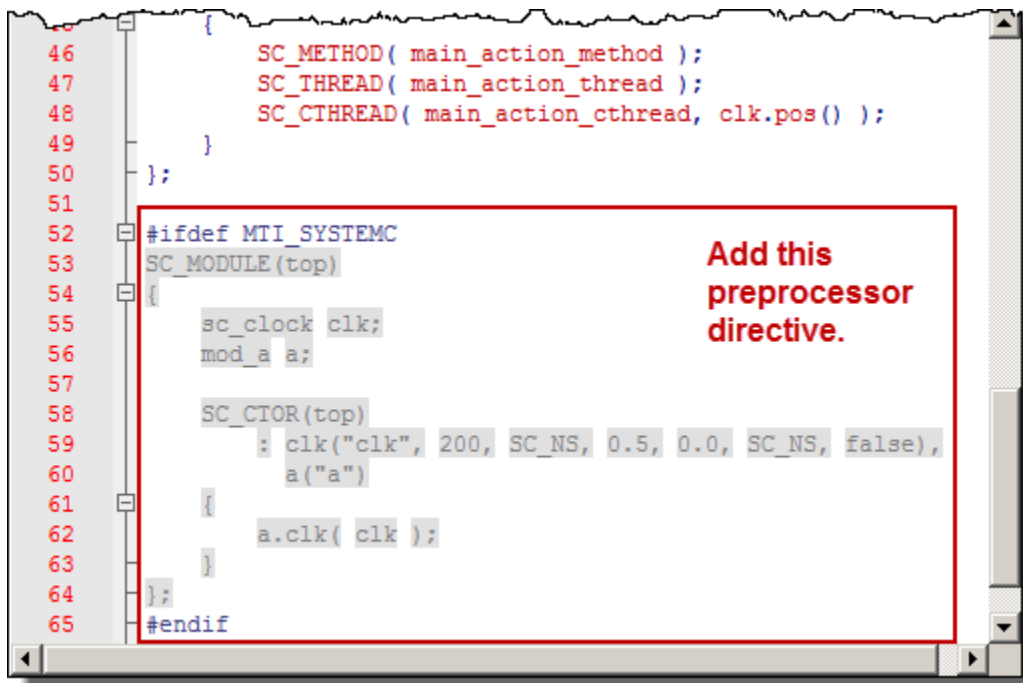 {
46 SC_METHOD( main_action_method );
47 SC_THREAD( main_action_thread );
48 SC_CTHREAD( main_action_cthread, clk.pos() );
49 }
50 };
51
52 #ifdef MTI_SYSTEMC
53 SC_MODULE(top)
54 {
55 sc_clock clk;
56 mod_a a;
57
58 SC_CTOR(top)
59 : clk("clk", 200, SC_NS, 0.5, 0.0, SC_NS, false),
60 a("a")
61 {
62 a.clk( clk );
63 }
64 };
65 #endif
Add this
preprocessor
directive.